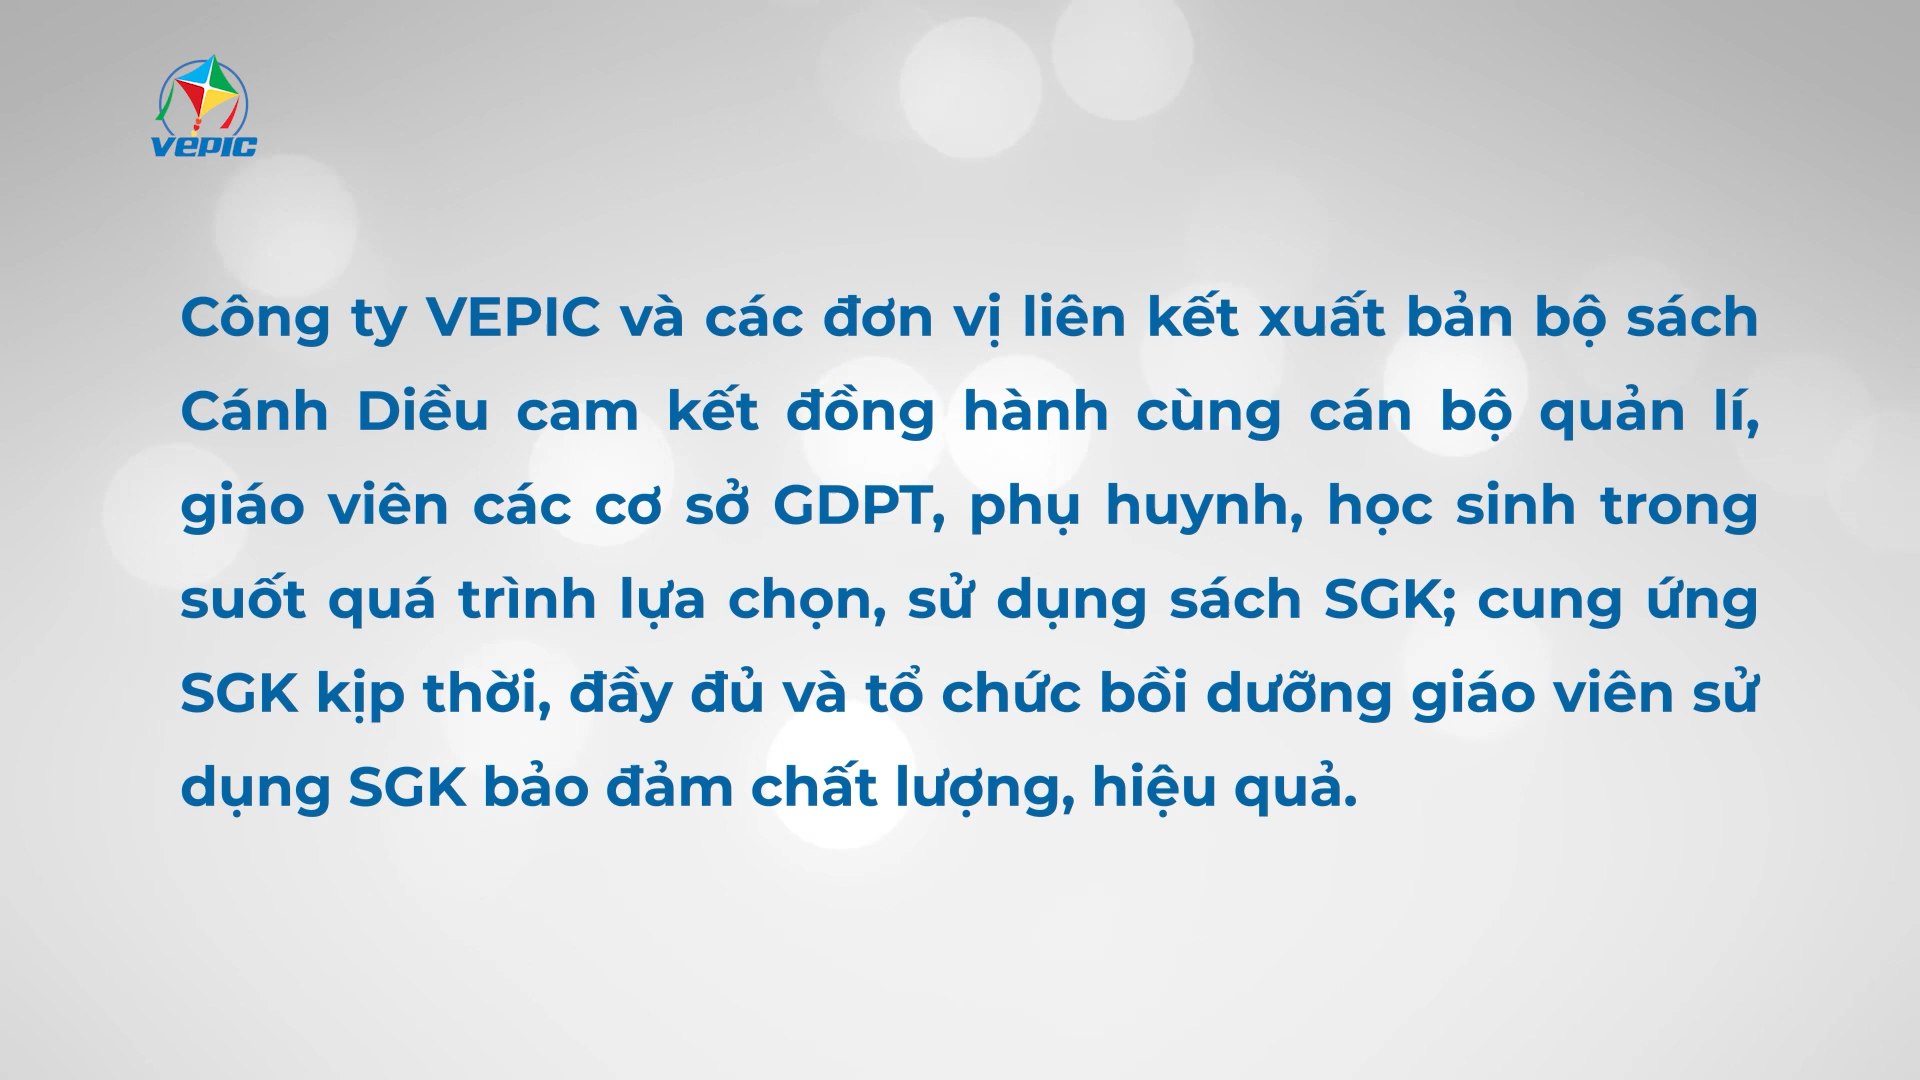 VEPIC
Công ty VEPIC và các đơn vị liên kết xuất bản bộ sách
Cánh Diều cam kết đồng hành cùng cán bộ quản lí,
giáo viên các cơ sở GDPT, phụ huynh, học sinh trong
suốt quá trình lựa chọn, sử dụng sách SGK; cung ứng
SGK kịp thời, đầy đủ và tổ chức bồi dưỡng giáo viên sử
dụng SGK bảo đảm chất lượng, hiệu quả.